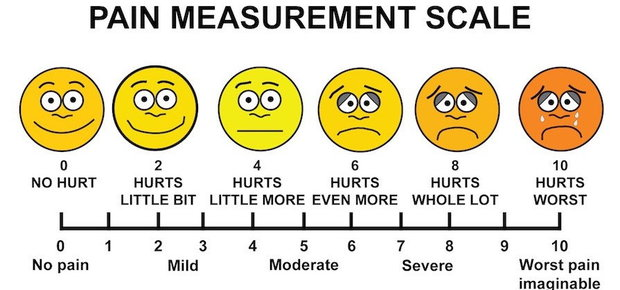 PAIN MEASUREMENT SCALE
0 2 4 6 8 10
NO HURT HURTS HURTS HURTS HURTS HURTS
LITTLE BIT LITTLE MORE EVEN MORE WHOLE LOT WORST
0 1 2 3 4 5 6 7 8 9 10
No pain Mild Moderate Severe Worst pain
imaginable